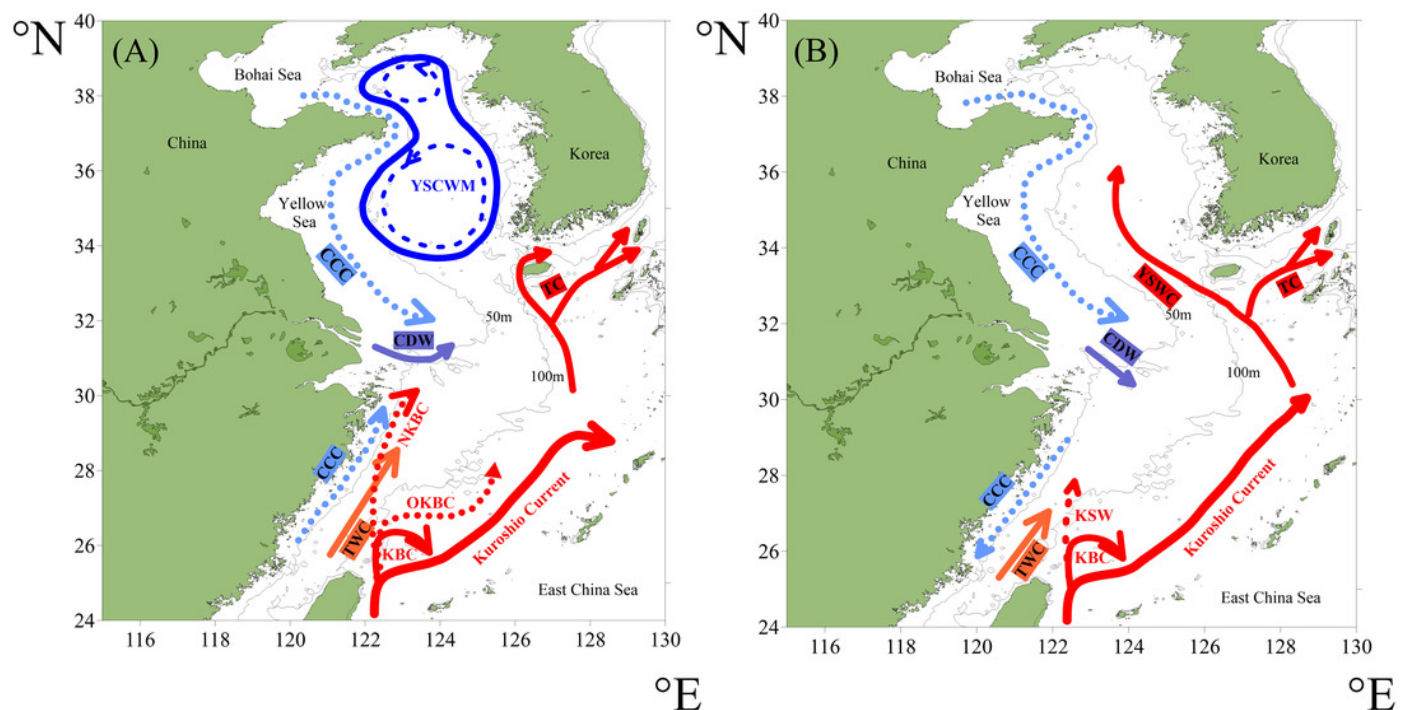 °N
(A)
40
38
36
34
32
30
28
26
24
116
118
120
122
124
126
128
130
°E
Bohai Sea
China
Korea
YSCWM
Yellow
Sea
CCC
TC
50m
CDW
100m
NKBC
CCC
OKBC
TWC
KBC
Kuroshio Current
East China Sea
°N
(B)
40
38
36
34
32
30
28
26
24
116
118
120
122
124
126
128
130
°E
Bohai Sea
China
Korea
Yellow
Sea
CCC
YSWC
TC
50m
CDW
100m
CCC
KSW
TWC
KBC
Kuroshio Current
East China Sea